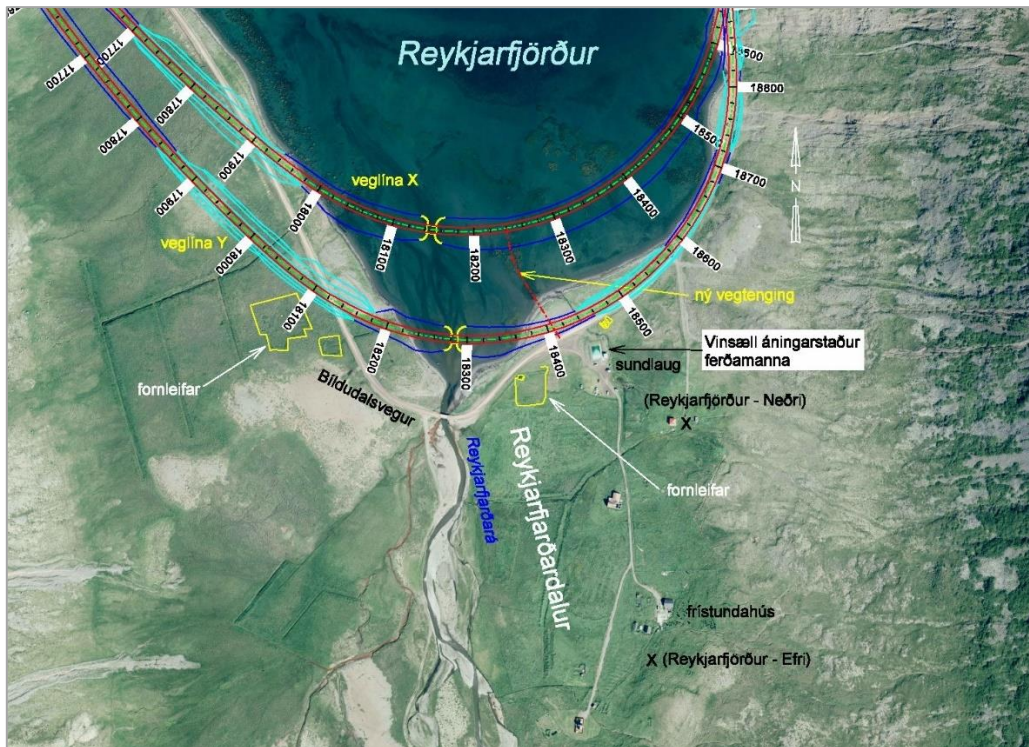 Reykjarfjörður
17700
17700
17800
17800
17900
17900
18000
18000
18100
18100
18200
18200
18300
18300
18400
18400
18500
18500
18600
18700
18800
veglína X
veglína Y
N
ný vegtenging
Vinsæll áningarstaður
ferðamanna
sundlaug
fornleifar
Bíldudalsvegur
(Reykjarfjörður - Neðri)
X
Reykjarfjarðará
Reykjarfjarðardalur
fornleifar
frístundahús
X (Reykjarfjörður - Efri)